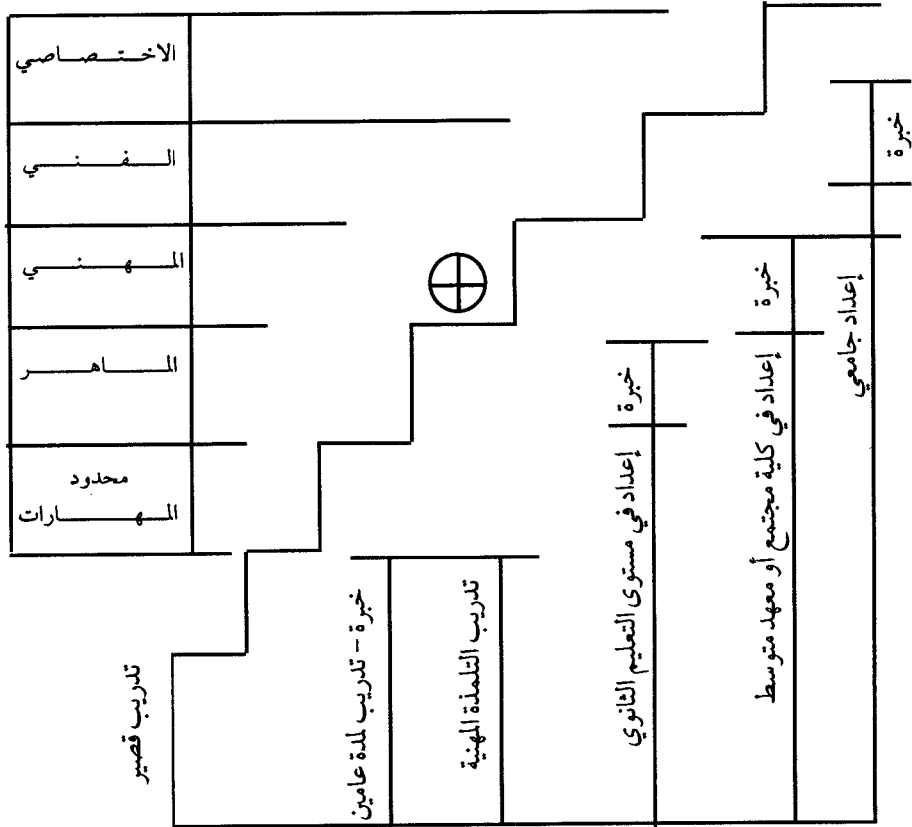 الاختصاصي
الفني
المهني
الماهر
محدود
المهارات
خبرة
إعداد جامعي
خبرة
إعداد في كلية مجتمع أو معهد متوسط
خبرة
إعداد في مستوى التعليم الثانوي
تدريب التلمذة المهنية
خبرة - تدريب لمدة عامين
تدريب قصير